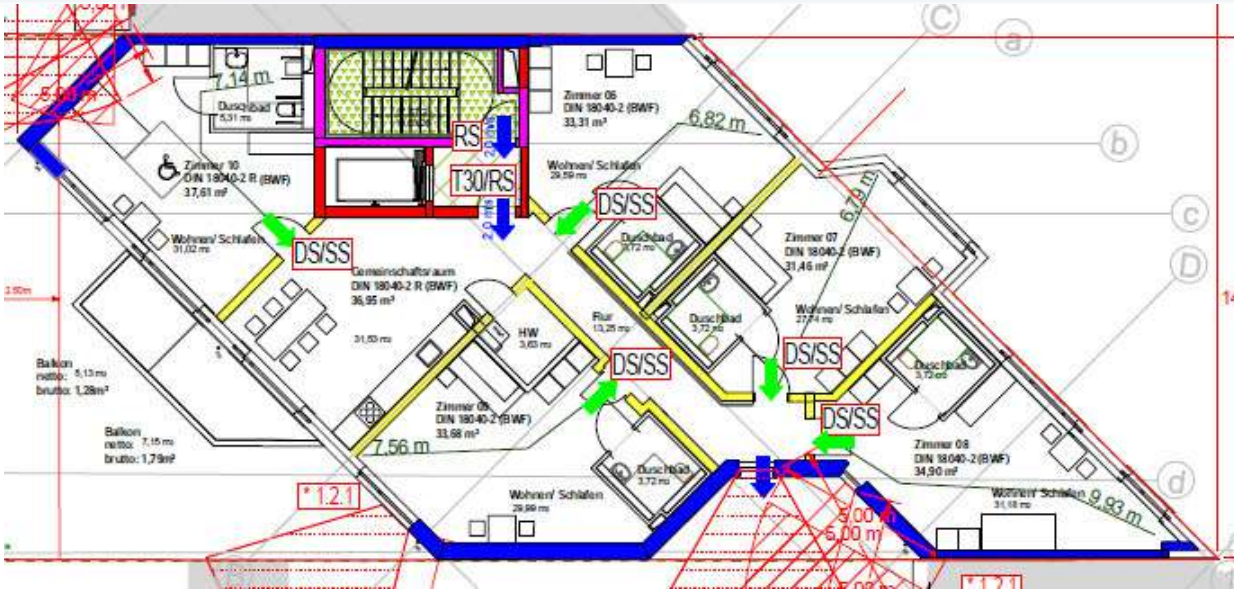 C
a
b
c
D
d
7,14 m
Duschbad
5,31 m²
Zimmer 10
DIN 18040-2 R (BWF)
37,61 m²
Wohnen/ Schlafen
31,02 m²
RS
T30/RS
2,0 m/s
Zimmer 06
DIN 18040-2 (BWF)
33,31 m²
6,82 m
Wohnen/ Schlafen
29,59 m²
DS/SS
DS/SS
Duschbad
3,72 m²
6,79 m
Zimmer 07
DIN 18040-2 (BWF)
31,46 m²
Wohnen/ Schlafen
27,74 m²
Gemeinschaftsraum
DIN 18040-2 R (BWF)
36,95 m²
31,53 m²
HW
3,63 m²
Flur
13,25 m²
Duschbad
3,72 m²
DS/SS
DS/SS
Duschbad
3,72 m²
2.50m
14
Balkon
netto: 5,13 m²
brutto: 1,28m²
Balkon
netto: 7,15 m²
brutto: 1,79m²
Zimmer 05
DIN 18040-2 (BWF)
33,68 m²
7,56 m
DS/SS
Zimmer 08
DIN 18040-2 (BWF)
34,90 m²
Duschbad
3,72 m²
* 1.2.1
Wohnen/ Schlafen
29,99 m²
Wohnen/ Schlafen
31,18 m²
9,93 m
5,00 m
5,00 m
B
* 1.2.1